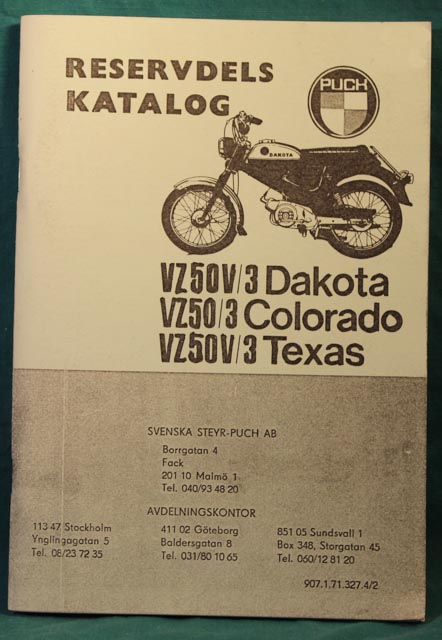 RESERVDELS
KATALOG
PUCH
DAKOTA
VZ50V/3 Dakota
VZ50/3 Colorado
VZ50V/3 Texas
SVENSKA STEYR-PUCH AB
Borrgatan 4
Fack
201 10 Malmö 1
Tel. 040/93 48 20
AVDELNINGSKONTOR
113 47 Stockholm
Ynglingagatan 5
Tel. 08/23 72 35
411 02 Göteborg
Baldersgatan 8
Tel. 031/80 10 65
851 05 Sundsvall 1
Box 348, Storgatan 45
Tel. 060/12 81 20
907.1.71.327.4/2